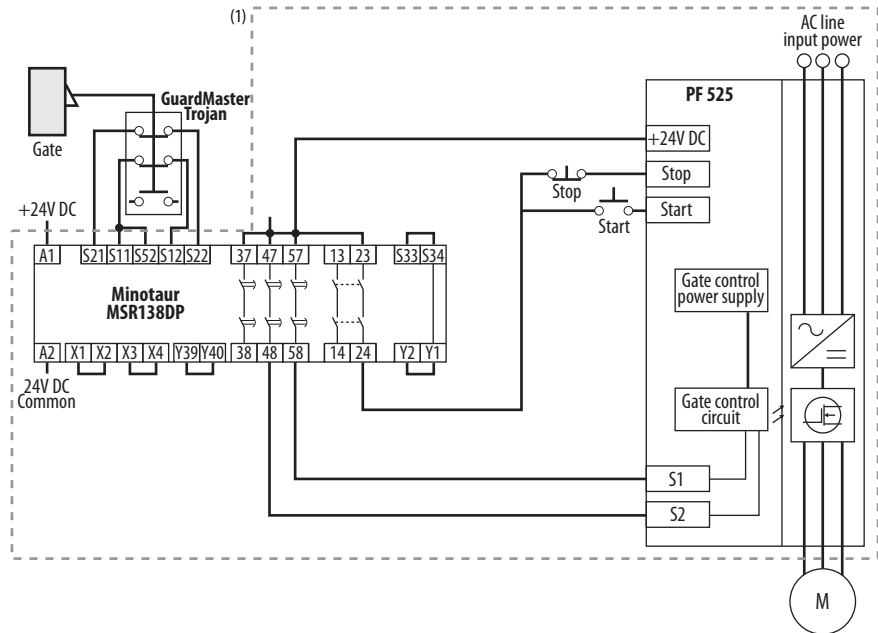 (1)
AC line
input power
GuardMaster
Trojan
PF 525
Gate
+24V DC
Stop
Stop
Start
Start
+24V DC
A1 S21 S11 S52 S12 S22 37 47 57 13 23 S33 S34
Minotaur
MSR138DP
Gate control
power supply
A2 X1 X2 X3 X4 Y39 Y40 38 48 58 14 24 Y2 Y1
24V DC
Common
Gate control
circuit
S1
S2
M